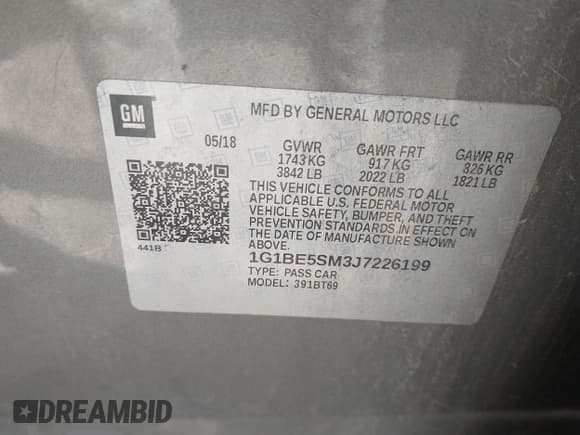 GM
MFD BY GENERAL MOTORS LLC
05/18 GVWR GAWR FRT GAWR RR
1743 KG 917 KG 826 KG
3842 LB 2022 LB 1821 LB
THIS VEHICLE CONFORMS TO ALL
APPLICABLE U.S. FEDERAL MOTOR
VEHICLE SAFETY, BUMPER, AND THEFT
PREVENTION STANDARDS IN EFFECT ON
THE DATE OF MANUFACTURE SHOWN
ABOVE.
441B
1G1BE5SM3J7226199
TYPE: PASS CAR
MODEL: 391BT69
DREAMBID